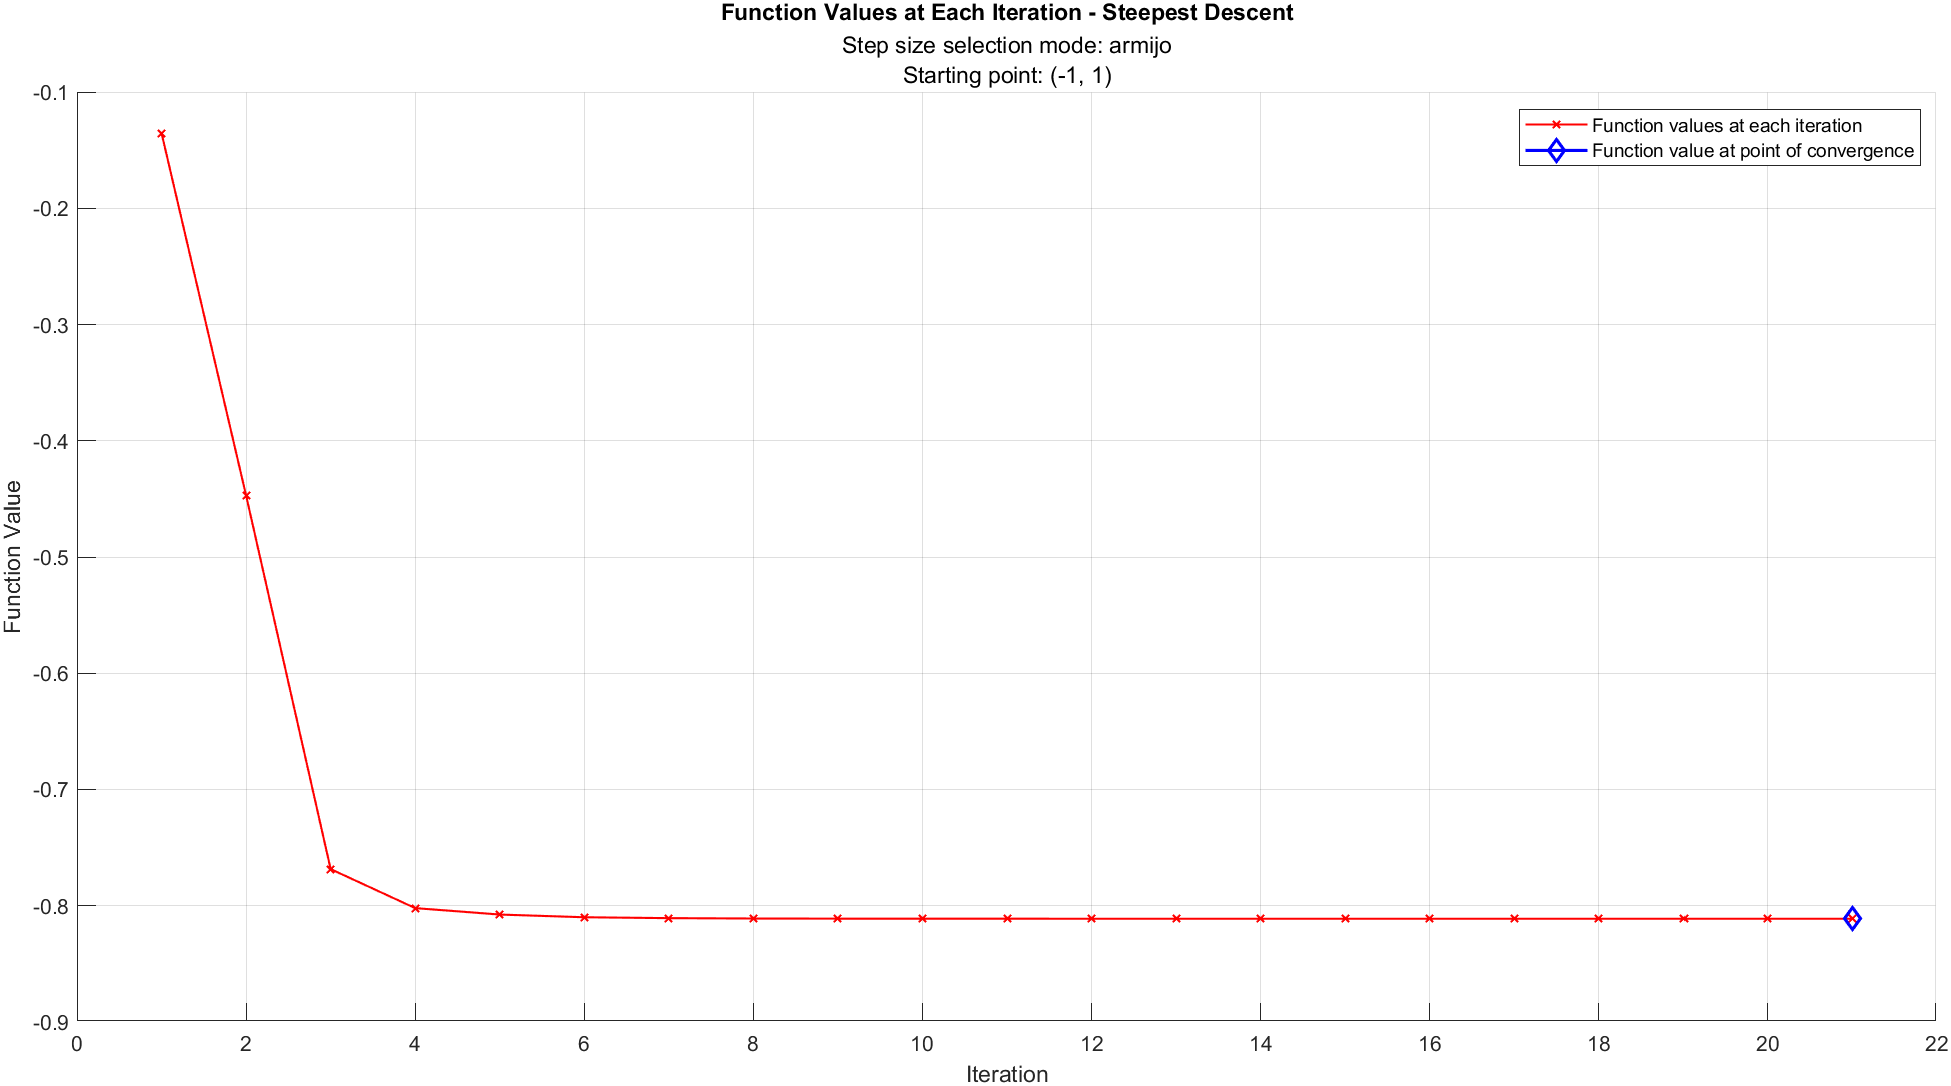 Function Values at Each Iteration - Steepest Descent
Step size selection mode: armijo
Starting point: (-1, 1)
Function values at each iteration
Function value at point of convergence
Function Value
-0.1
-0.2
-0.3
-0.4
-0.5
-0.6
-0.7
-0.8
-0.9
0 2 4 6 8 10 12 14 16 18 20 22
Iteration